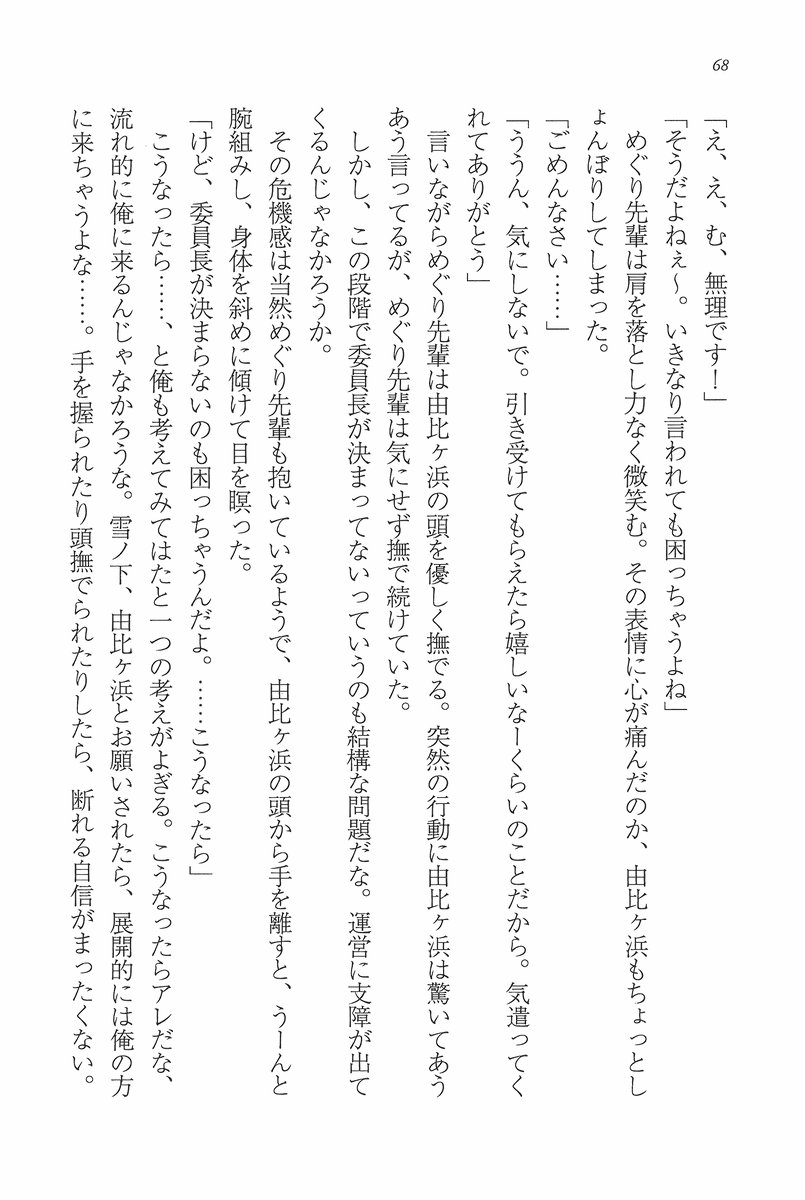 68
「え、え、む、無理です！」
「そうだよねぇ～。いきなり言われても困っちゃうよね」
めぐり先輩は肩を落とし力なく微笑む。その表情に心が痛んだのか、由比ヶ浜もちょっとし
ょんぼりしてしまった。
「ごめんなさい……」
「ううん、気にしないで。引き受けてもらえたら嬉しいなーくらいのことだから。気遣ってく
れてありがとう」
言いながらめぐり先輩は由比ヶ浜の頭を優しく撫でる。突然の行動に由比ヶ浜は驚いてあう
あう言ってるが、めぐり先輩は気にせず撫で続けていた。
しかし、この段階で委員長が決まってないっていうのも結構な問題だな。運営に支障が出て
くるんじゃなかろうか。
その危機感は当然めぐり先輩も抱いているようで、由比ヶ浜の頭から手を離すと、うーんと
腕組みし、身体を斜めに傾けて目を瞑った。
「けど、委員長が決まらないのも困っちゃうんだよ。……こうなったら」
こうなったら……、と俺も考えてみてはたと一つの考えがよぎる。こうなったらアレだな、
流れ的に俺に来るんじゃなかろうな。雪ノ下、由比ヶ浜とお願いされたら、展開的には俺の方
に来ちゃうよな……。手を握られたり頭撫でられたりしたら、断れる自信がまったくない。